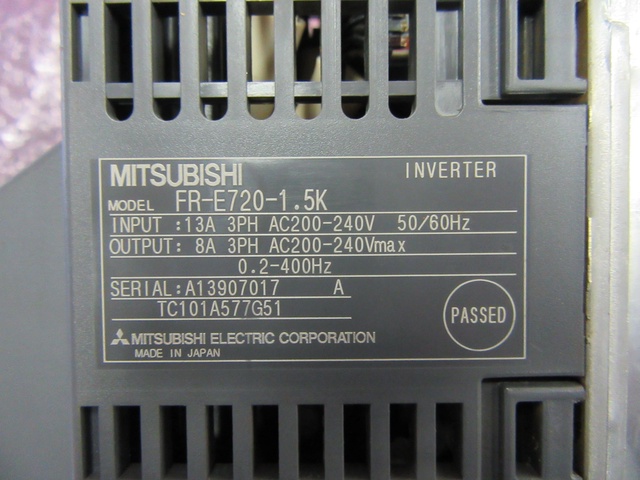 MITSUBISHI INVERTER
MODEL FR-E720-1.5K
INPUT :13A 3PH AC200-240V 50/60Hz
OUTPUT: 8A 3PH AC200-240Vmax
0.2-400Hz
SERIAL:A13907017 A
TC101A577G51
PASSED
MITSUBISHI ELECTRIC CORPORATION
MADE IN JAPAN